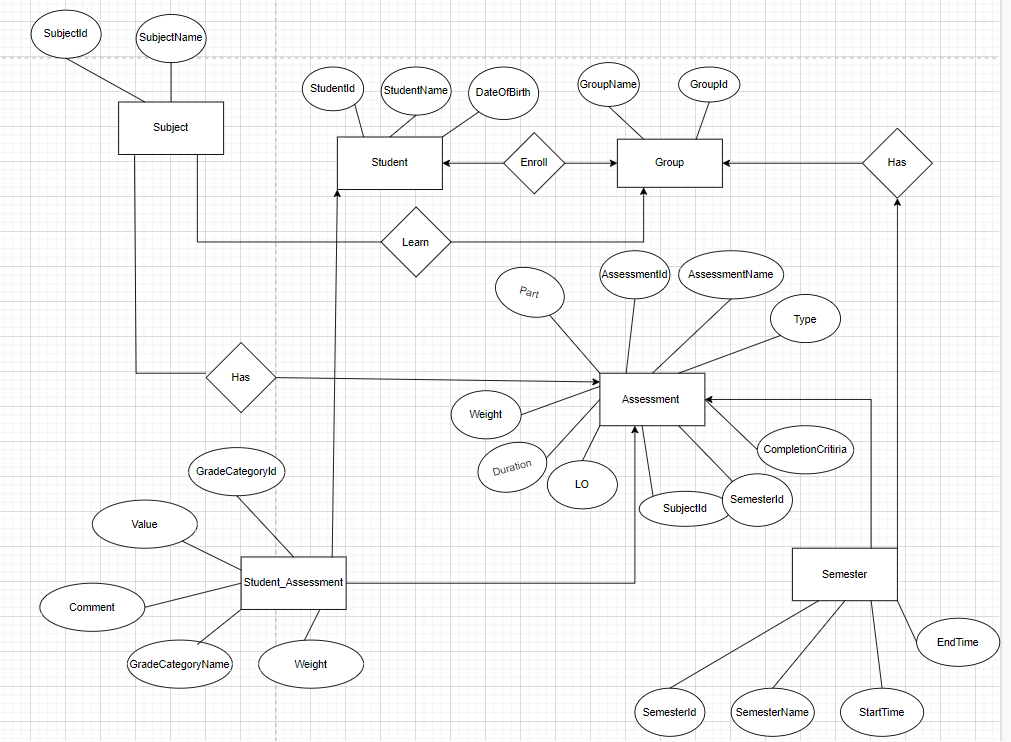 SubjectId
SubjectName
StudentId
StudentName
DateOfBirth
GroupName
GroupId
Subject
Student
Enroll
Group
Has
Learn
Part
AssessmentId
AssessmentName
Type
Has
Assessment
Weight
Duration
LO
SubjectId
SemesterId
CompletionCritiria
GradeCategoryId
Value
Student_Assessment
Comment
GradeCategoryName
Weight
Semester
EndTime
SemesterId
SemesterName
StartTime